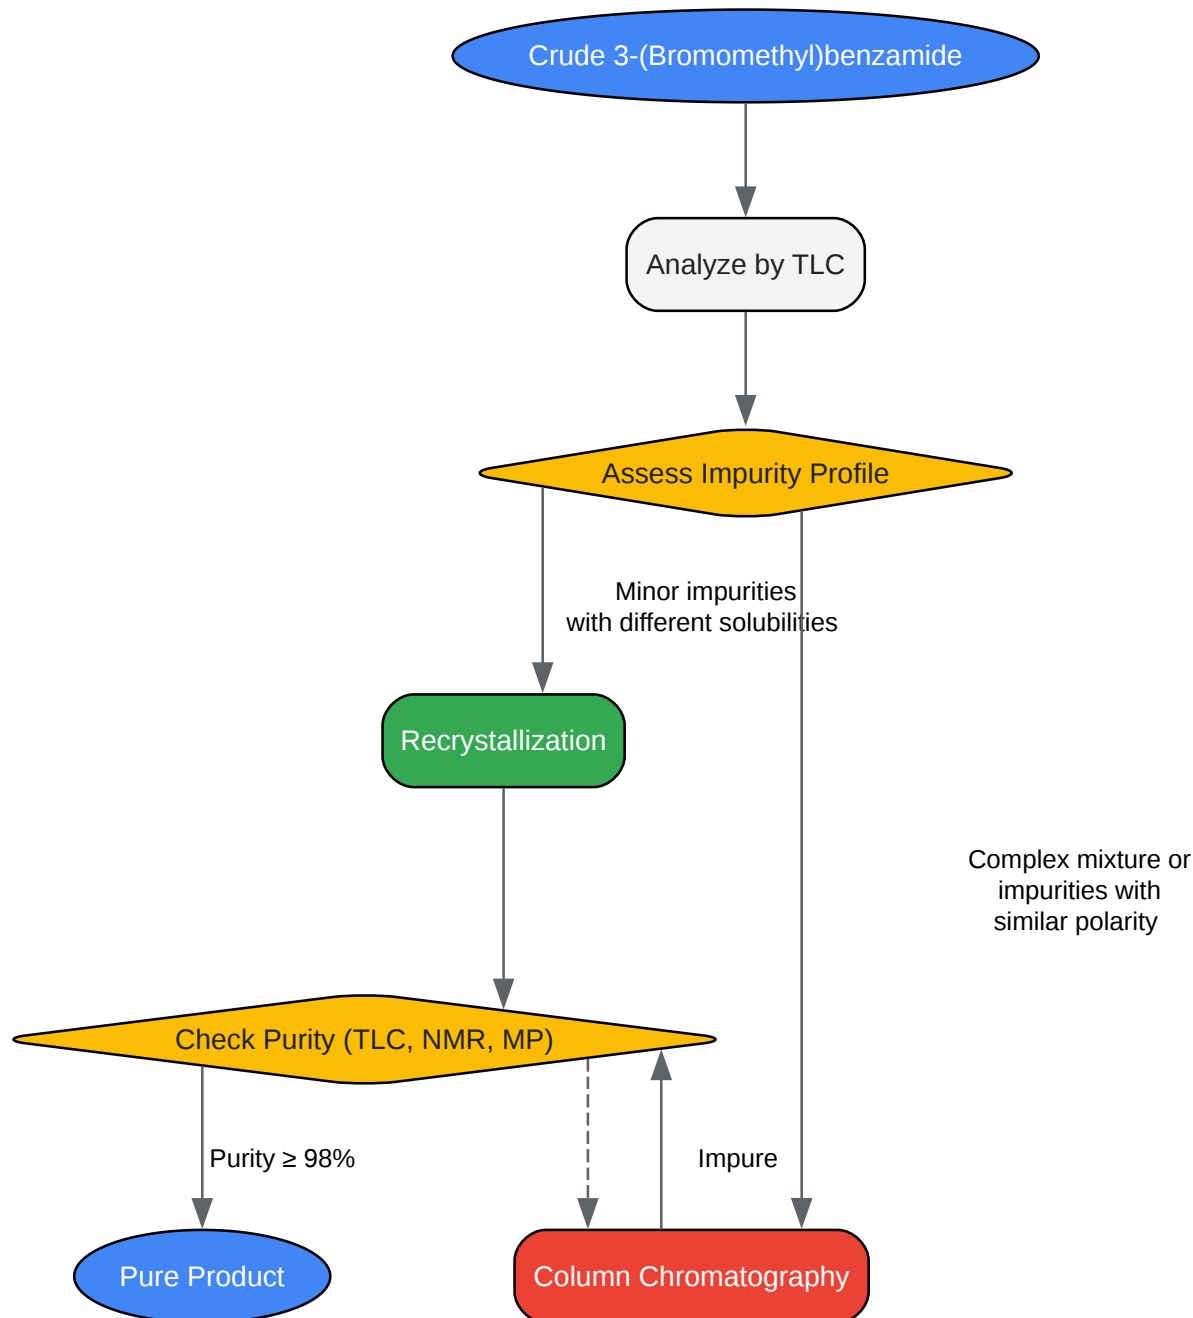 Crude 3-(Bromomethyl)benzamide
Analyze by TLC
Assess Impurity Profile
Minor impurities
with different solubilities
Recrystallization
Complex mixture or
impurities with
similar polarity
Check Purity (TLC, NMR, MP)
Purity ≥ 98%
Impure
Pure Product
Column Chromatography